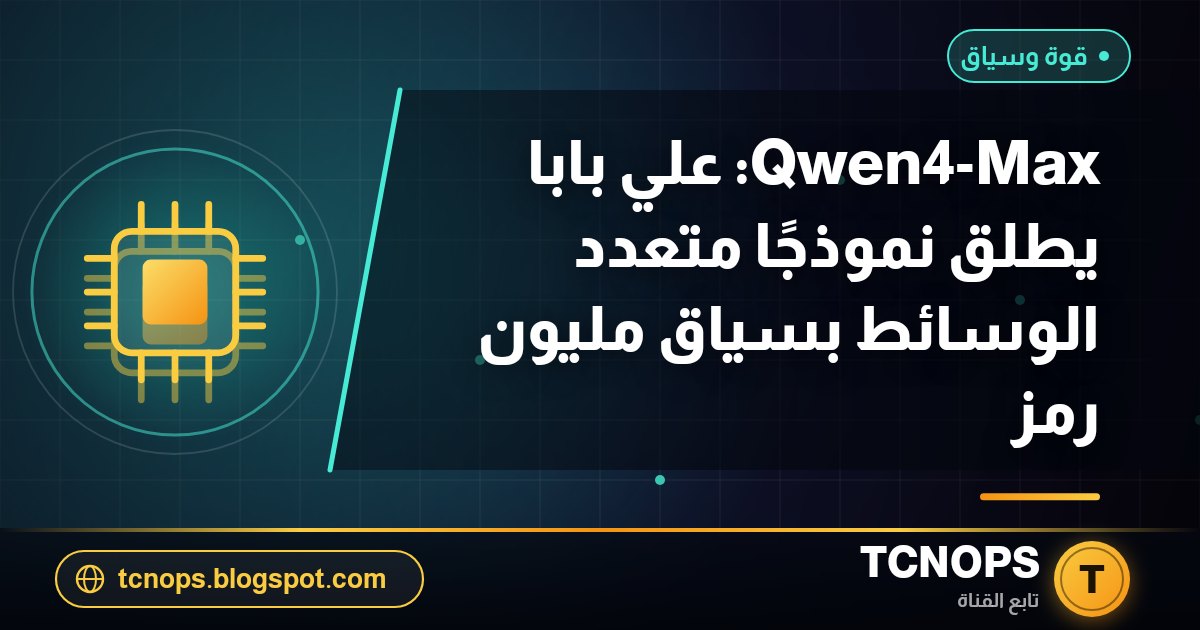 قوة وسياق
Qwen4-Max: علي بابا
يطلق نموذجًا متعدد
الوسائط بسياق مليون
رمز
tcnops.blogspot.com
TCNOPS
تابع القناة
T